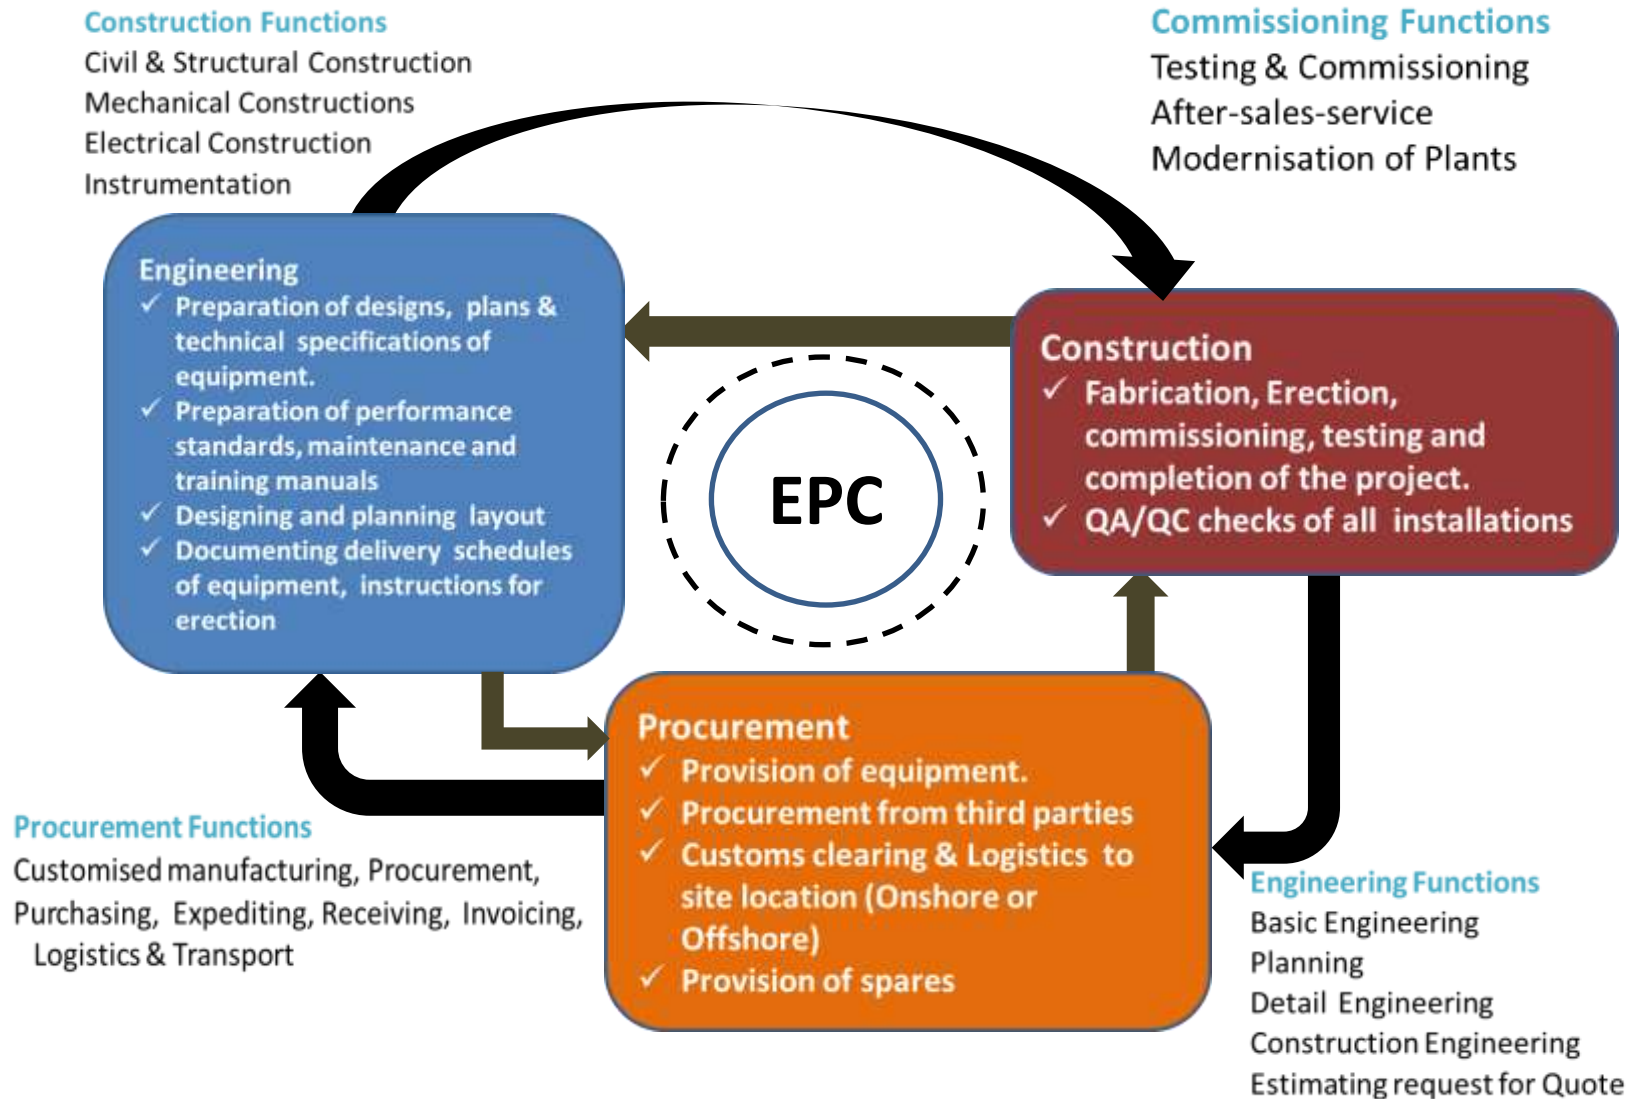 Construction Functions
Civil & Structural Construction
Mechanical Constructions
Electrical Construction
Instrumentation
Commissioning Functions
Testing & Commissioning
After-sales-service
Modernisation of Plants
Engineering
✓ Preparation of designs, plans &
technical specifications of
equipment.
✓ Preparation of performance
standards, maintenance and
training manuals
✓ Designing and planning layout
✓ Documenting delivery schedules
of equipment, instructions for
erection
EPC
Construction
✓ Fabrication, Erection,
commissioning, testing and
completion of the project.
✓ QA/QC checks of all installations
Procurement
✓ Provision of equipment.
✓ Procurement from third parties
✓ Customs clearing & Logistics to
site location (Onshore or
Offshore)
✓ Provision of spares
Procurement Functions
Customised manufacturing, Procurement,
Purchasing, Expediting, Receiving, Invoicing,
Logistics & Transport
Engineering Functions
Basic Engineering
Planning
Detail Engineering
Construction Engineering
Estimating request for Quote